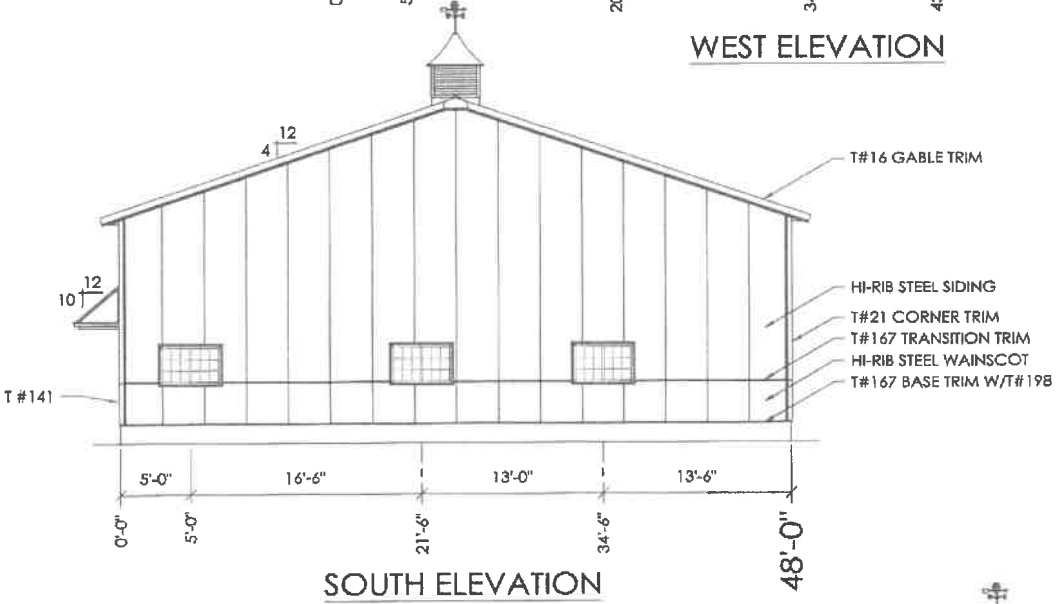 WEST ELEVATION
12
4
T#16 GABLE TRIM
12
10
HI-RIB STEEL SIDING
T#21 CORNER TRIM
T#167 TRANSITION TRIM
HI-RIB STEEL WAINSCOT
T#167 BASE TRIM W/T#198
T #141
5'-0" 16'-6" 13'-0" 13'-6"
0'-0" 5'-0" 21'-6" 34'-6" 48'-0"
SOUTH ELEVATION